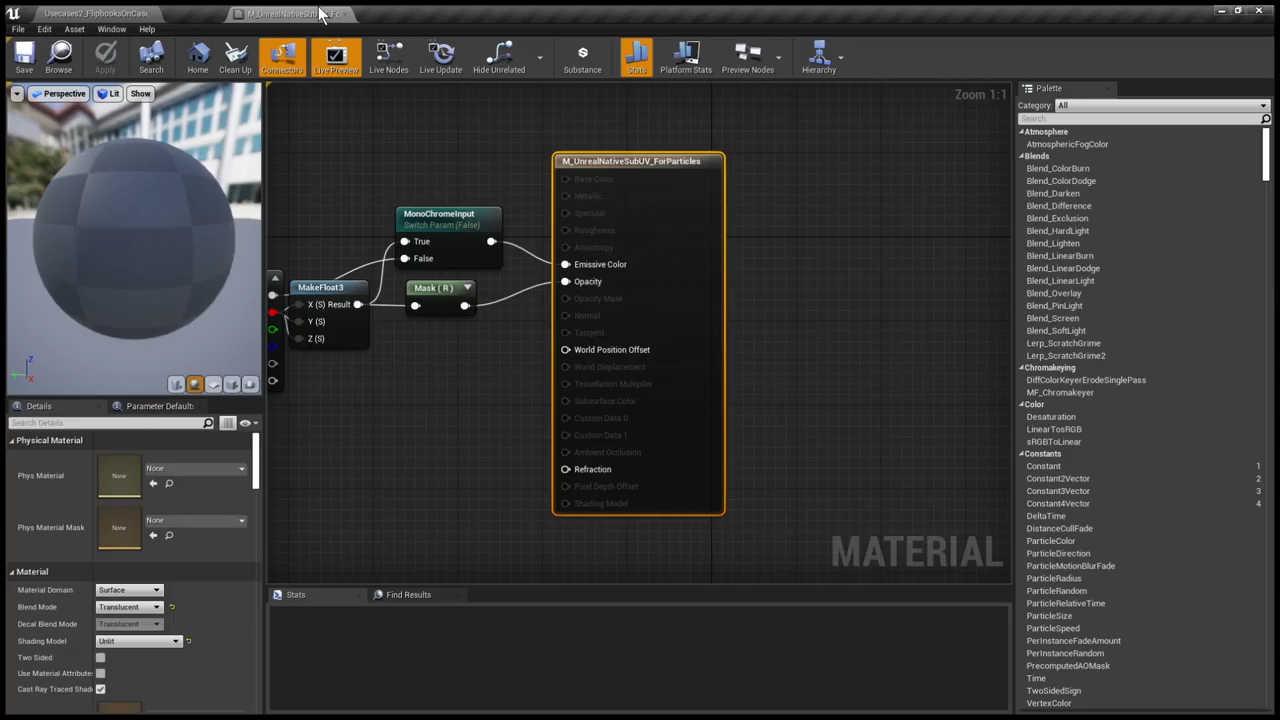 Usecases2_FlipbooksOnCas
M_UnrealNativeSub
File Edit Asset Window Help
Save Browse Apply Search Home Clean Up Connectors Live Preview Live Nodes Live Update Hide Unrelated Substance Stats Platform Stats Preview Nodes Hierarchy
Perspective Lit Show
Zoom 1:1
Z
X
M_UnrealNativeSubUV_ForParticles
Base Color
Metallic
Specular
Roughness
Anisotropy
Emissive Color
Opacity
Opacity Mask
Normal
Tangent
World Position Offset
World Displacement
Tessellation Multiplier
Subsurface Color
Custom Data 0
Custom Data 1
Ambient Occlusion
Refraction
Pixel Depth Offset
Shading Model
MonoChromeInput
Switch Param (False)
True
False
MakeFloat3
X (S) Result
Y (S)
Z (S)
Mask ( R )
MATERIAL
Details Parameter Defaults
Search Details
Physical Material
Phys Material None None
Phys Material Mask None None
Material
Material Domain Surface
Blend Mode Translucent
Decal Blend Mode Translucent
Shading Model Unlit
Two Sided
Use Material Attributes
Cast Ray Traced Shado
Stats Find Results
Palette
Category: All
Search
Atmosphere
AtmosphericFogColor
Blends
Blend_ColorBurn
Blend_ColorDodge
Blend_Darken
Blend_Difference
Blend_Exclusion
Blend_HardLight
Blend_Lighten
Blend_LinearBurn
Blend_LinearDodge
Blend_LinearLight
Blend_Overlay
Blend_PinLight
Blend_Screen
Blend_SoftLight
Lerp_ScratchGrime
Lerp_ScratchGrime2
Chromakeying
DiffColorKeyerErodeSinglePass
MF_Chromakeyer
Color
Desaturation
LinearTosRGB
sRGBToLinear
Constants
Constant 1
Constant2Vector 2
Constant3Vector 3
Constant4Vector 4
DeltaTime
DistanceCullFade
ParticleColor
ParticleDirection
ParticleMotionBlurFade
ParticleRadius
ParticleRandom
ParticleRelativeTime
ParticleSize
ParticleSpeed
PerInstanceFadeAmount
PerInstanceRandom
PrecomputedAOMask
Time
TwoSidedSign
VertexColor